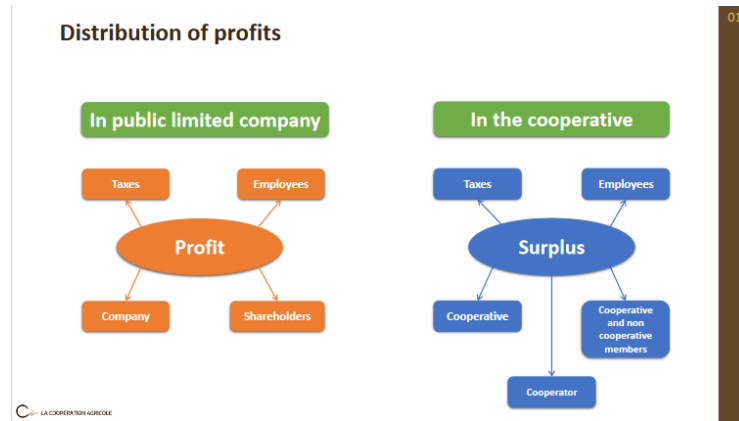 Distribution of profits
01
In public limited company
Taxes
Employees
Profit
Company
Shareholders
In the cooperative
Taxes
Employees
Surplus
Cooperative
Cooperative
and non
cooperative
members
Cooperator
LA COOPÉRATION AGRICOLE